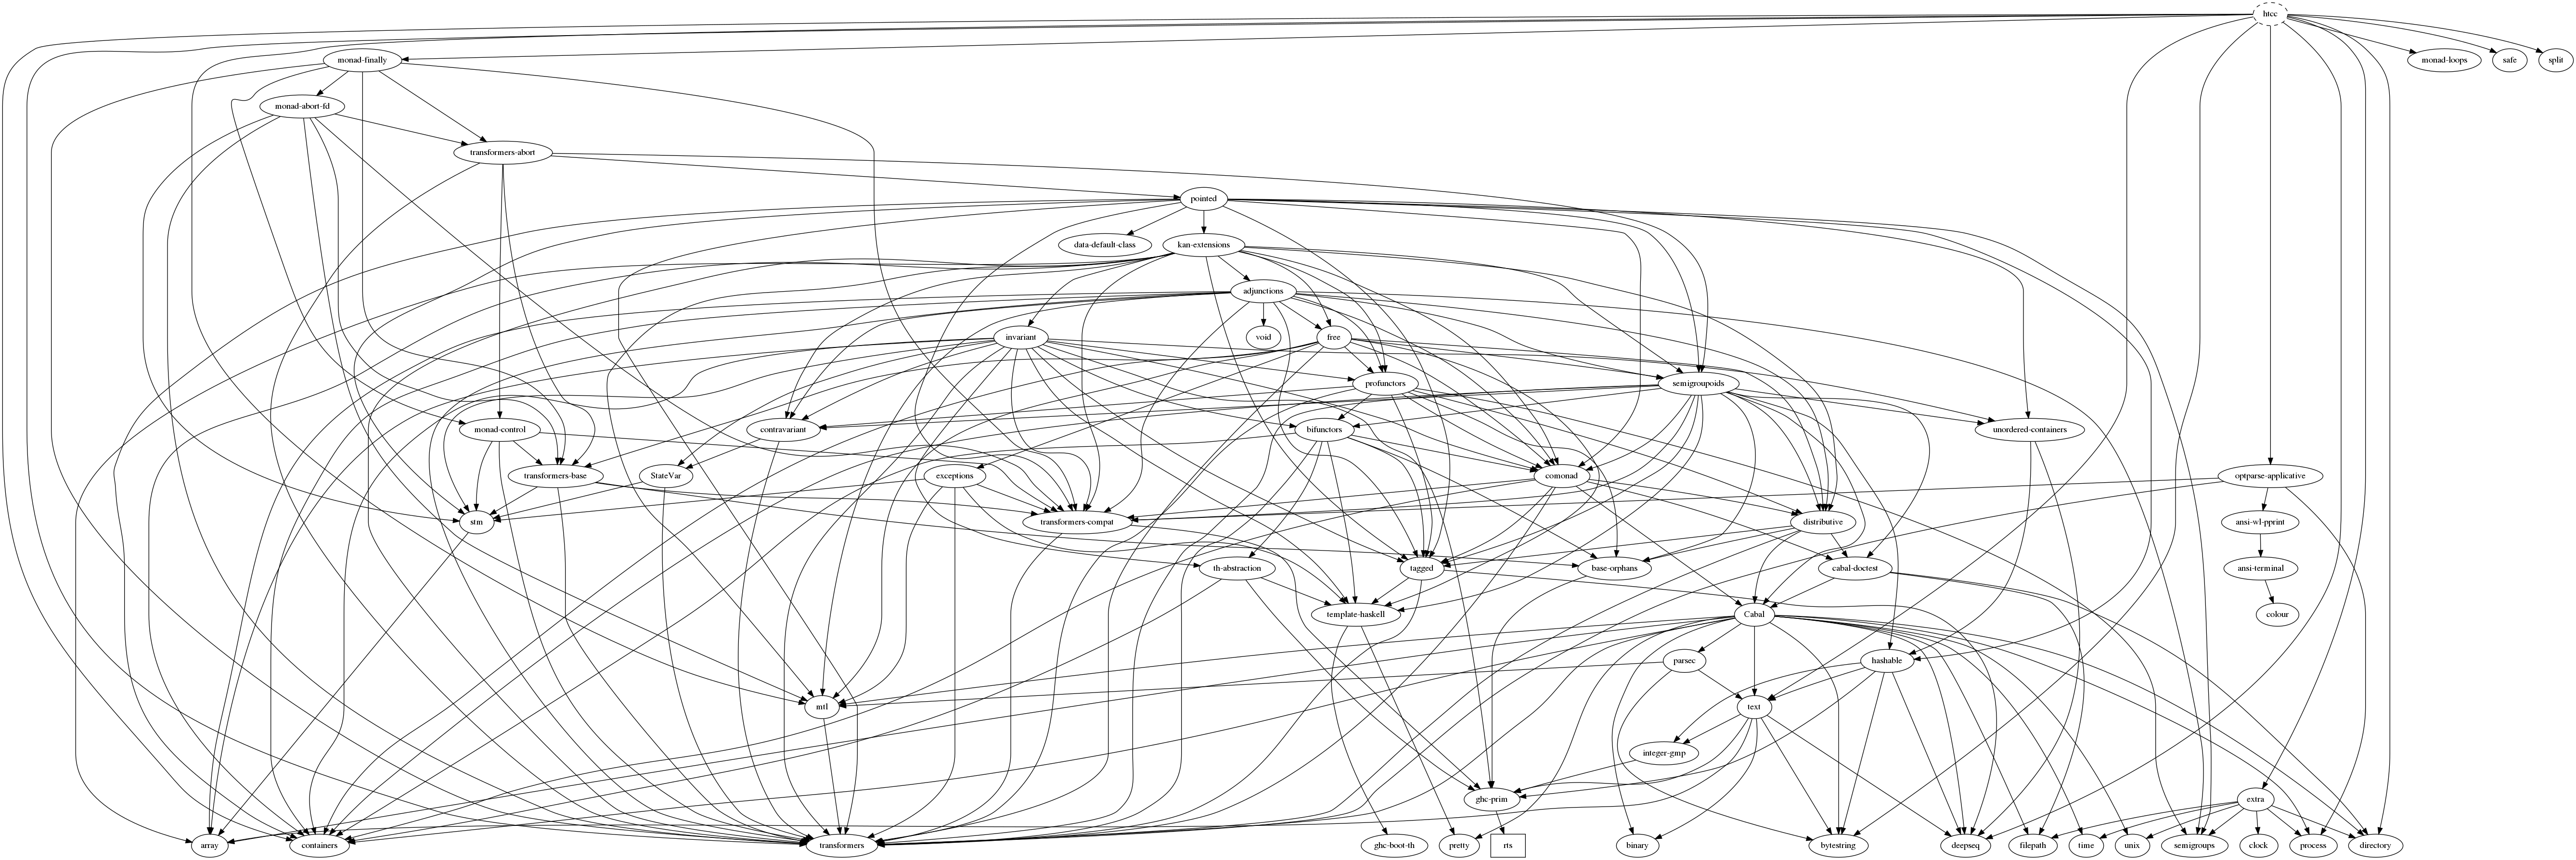 htcc
monad-finally
monad-loops
safe
split
monad-abort-fd
transformers-abort
pointed
data-default-class
kan-extensions
adjunctions
invariant
void
free
profunctors
semigroupoids
monad-control
contravariant
bifunctors
unordered-containers
transformers-base
StateVar
exceptions
comonad
optparse-applicative
stm
transformers-compat
distributive
ansi-wl-pprint
th-abstraction
tagged
base-orphans
cabal-doctest
ansi-terminal
template-haskell
Cabal
colour
parsec
hashable
mtl
text
integer-gmp
ghc-prim
extra
array
containers
transformers
ghc-boot-th
pretty
rts
binary
bytestring
deepseq
filepath
time
unix
semigroups
clock
process
directory